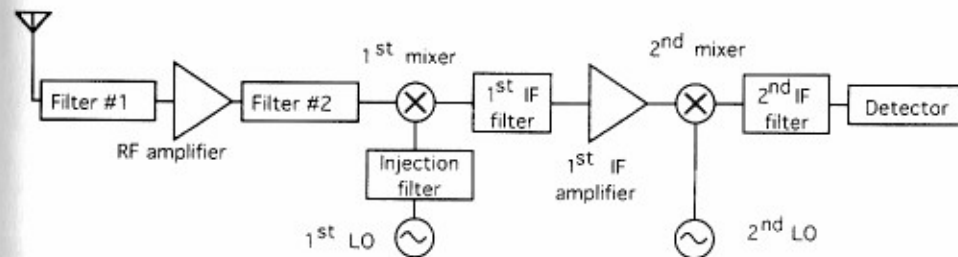 Filter #1
RF amplifier
Filter #2
1st mixer
Injection
filter
1st LO
1st IF
filter
1st IF
amplifier
2nd mixer
2nd LO
2nd IF
filter
Detector